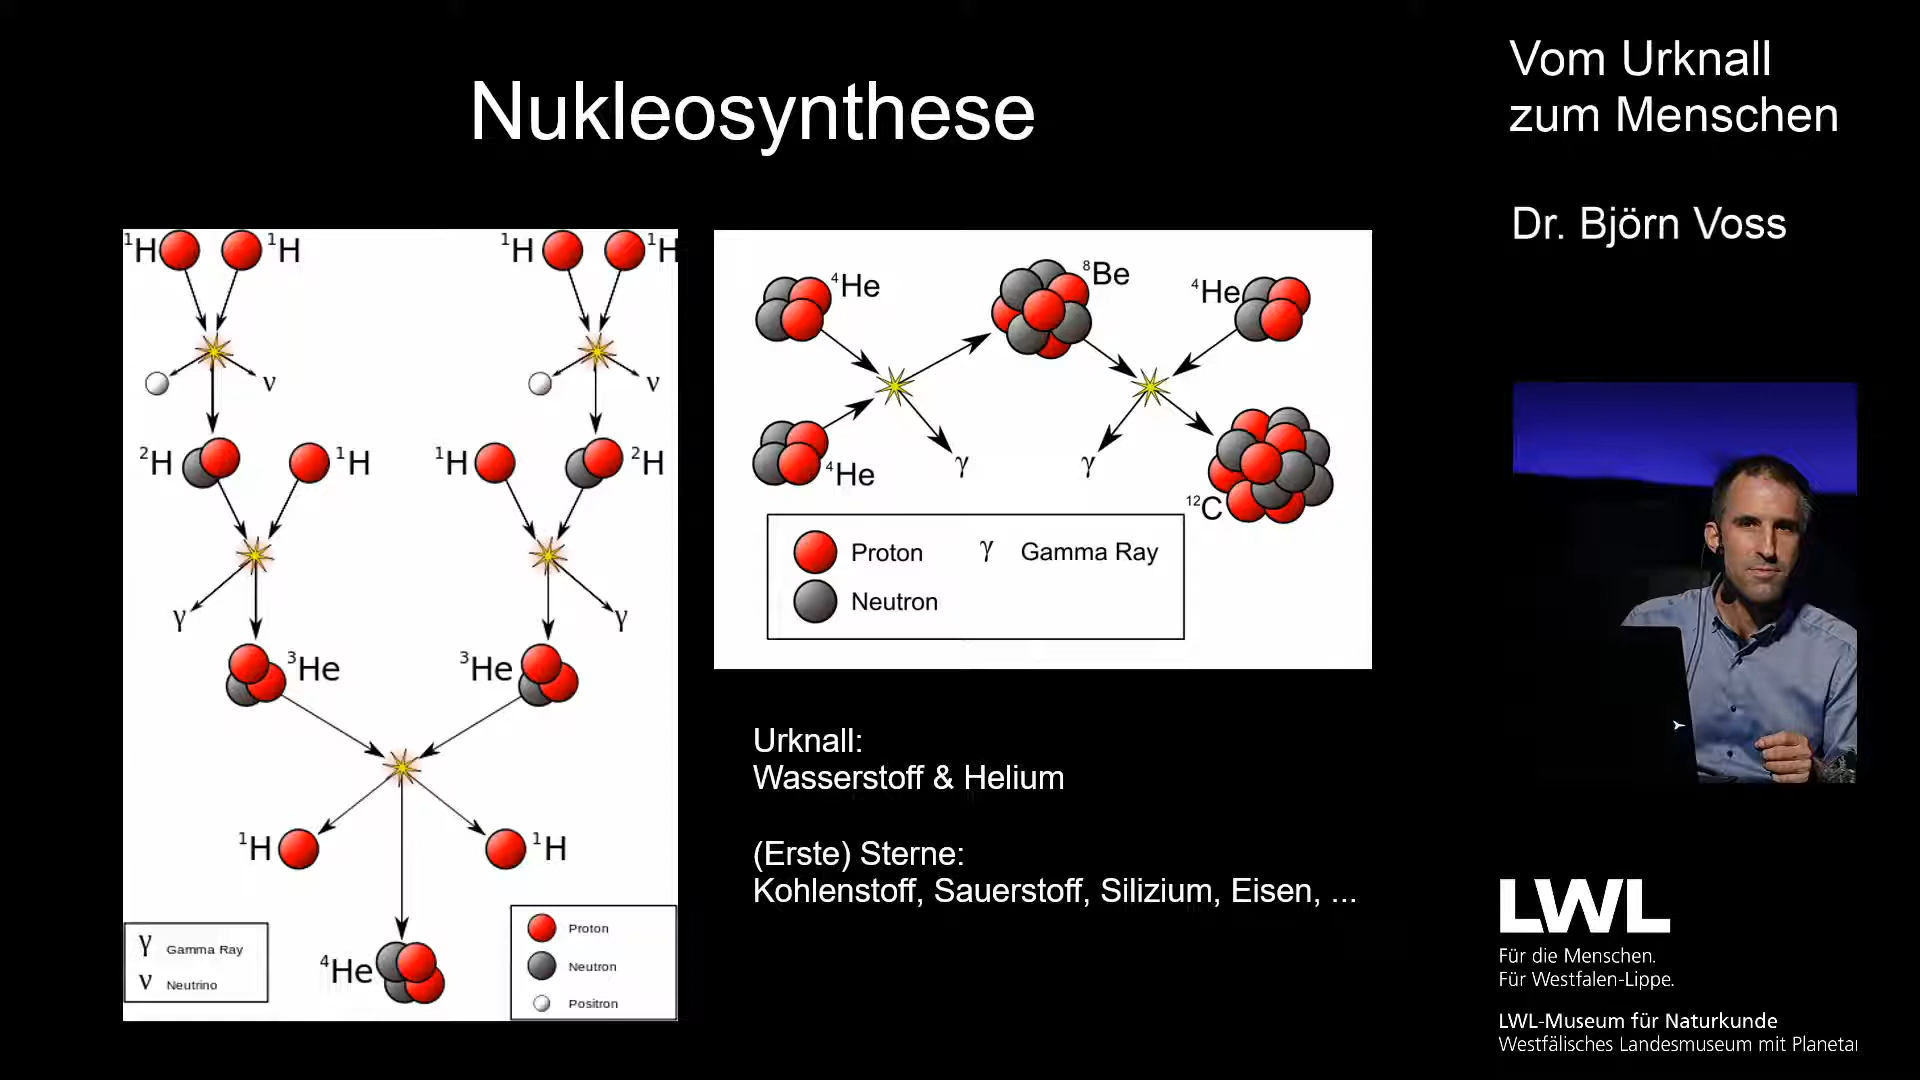 Nukleosynthese
Vom Urknall
zum Menschen
Dr. Björn Voss
¹H ¹H ¹H ¹H
ν ν
²H ¹H ¹H ²H
γ γ
³He ³He
¹H ¹H
⁴He
γ Gamma Ray
ν Neutrino
Proton
Neutron
Positron
⁴He ⁸Be ⁴He
⁴He γ γ
¹²C
Proton γ Gamma Ray
Neutron
Urknall:
Wasserstoff & Helium
(Erste) Sterne:
Kohlenstoff, Sauerstoff, Silizium, Eisen, ...
LWL
Für die Menschen.
Für Westfalen-Lippe.
LWL-Museum für Naturkunde
Westfälisches Landesmuseum mit Planeta